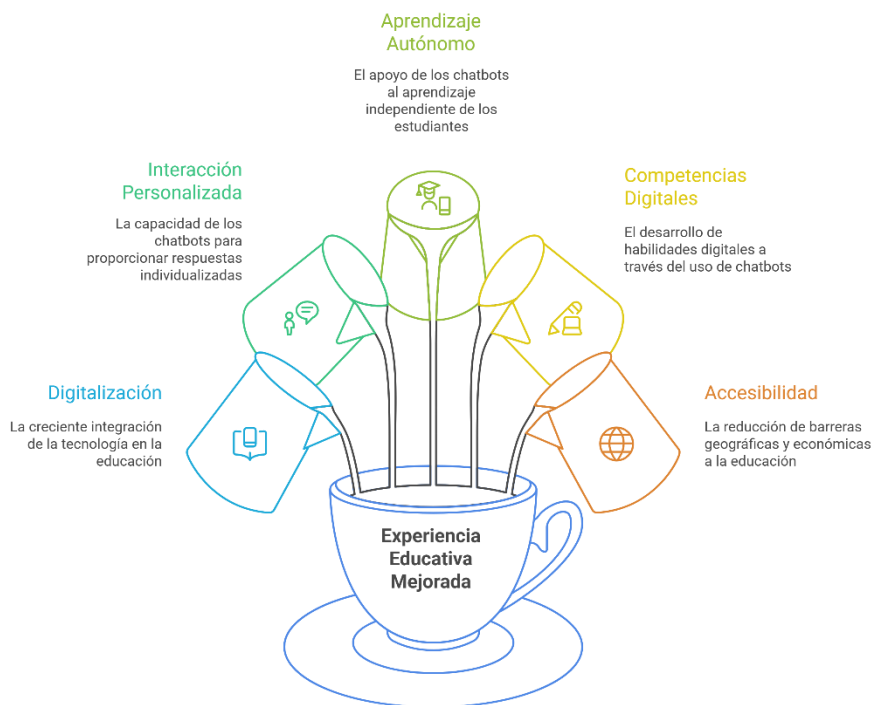 Aprendizaje
Autónomo
El apoyo de los chatbots
al aprendizaje
independiente de los
estudiantes
Interacción
Personalizada
La capacidad de los
chatbots para
proporcionar respuestas
individualizadas
Competencias
Digitales
El desarrollo de
habilidades digitales a
través del uso de chatbots
Digitalización
La creciente integración
de la tecnología en la
educación
Accesibilidad
La reducción de barreras
geográficas y económicas
a la educación
Experiencia
Educativa
Mejorada